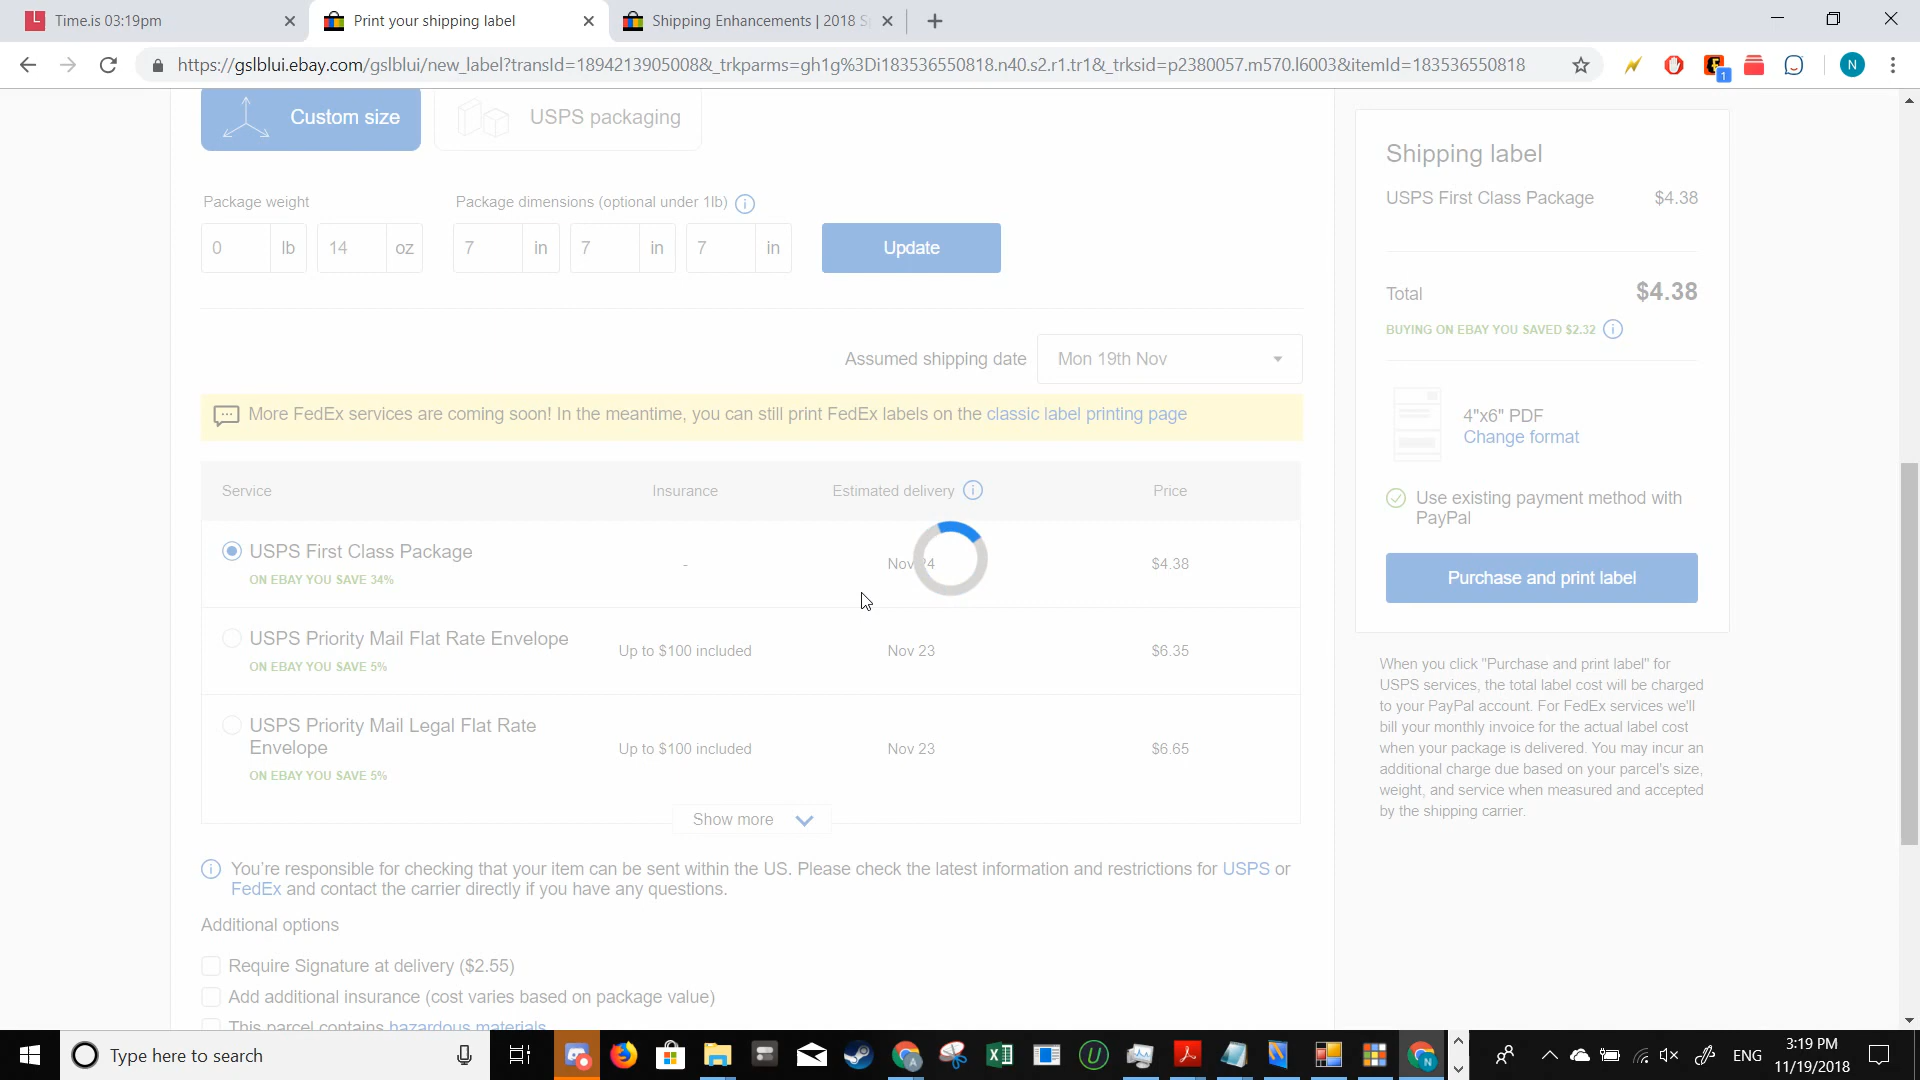 Time.is 03:19pm
Print your shipping label
Shipping Enhancements | 2018 S
https://gslblui.ebay.com/gslblui/new_label?transId=1894213905008&_trkparms=gh1g%3Di183536550818.n40.s2.r1.tr1&_trksid=p2380057.m570.l6003&itemId=183536550818
1
N
Custom size
USPS packaging
Package weight
Package dimensions (optional under 1lb)
0 lb 14 oz 7 in 7 in 7 in Update
Assumed shipping date Mon 19th Nov
More FedEx services are coming soon! In the meantime, you can still print FedEx labels on the classic label printing page
Service Insurance Estimated delivery Price
USPS First Class Package
ON EBAY YOU SAVE 34%
- Nov 24 $4.38
USPS Priority Mail Flat Rate Envelope
ON EBAY YOU SAVE 5%
Up to $100 included Nov 23 $6.35
USPS Priority Mail Legal Flat Rate
Envelope
ON EBAY YOU SAVE 5%
Up to $100 included Nov 23 $6.65
Show more
You're responsible for checking that your item can be sent within the US. Please check the latest information and restrictions for USPS or
FedEx and contact the carrier directly if you have any questions.
Additional options
Require Signature at delivery ($2.55)
Add additional insurance (cost varies based on package value)
This parcel contains hazardous materials
Shipping label
USPS First Class Package $4.38
Total $4.38
BUYING ON EBAY YOU SAVED $2.32
4"x6" PDF
Change format
Use existing payment method with
PayPal
Purchase and print label
When you click "Purchase and print label" for
USPS services, the total label cost will be charged
to your PayPal account. For FedEx services we'll
bill your monthly invoice for the actual label cost
when your package is delivered. You may incur an
additional charge due based on your parcel's size,
weight, and service when measured and accepted
by the shipping carrier.
Type here to search
ENG
3:19 PM
11/19/2018